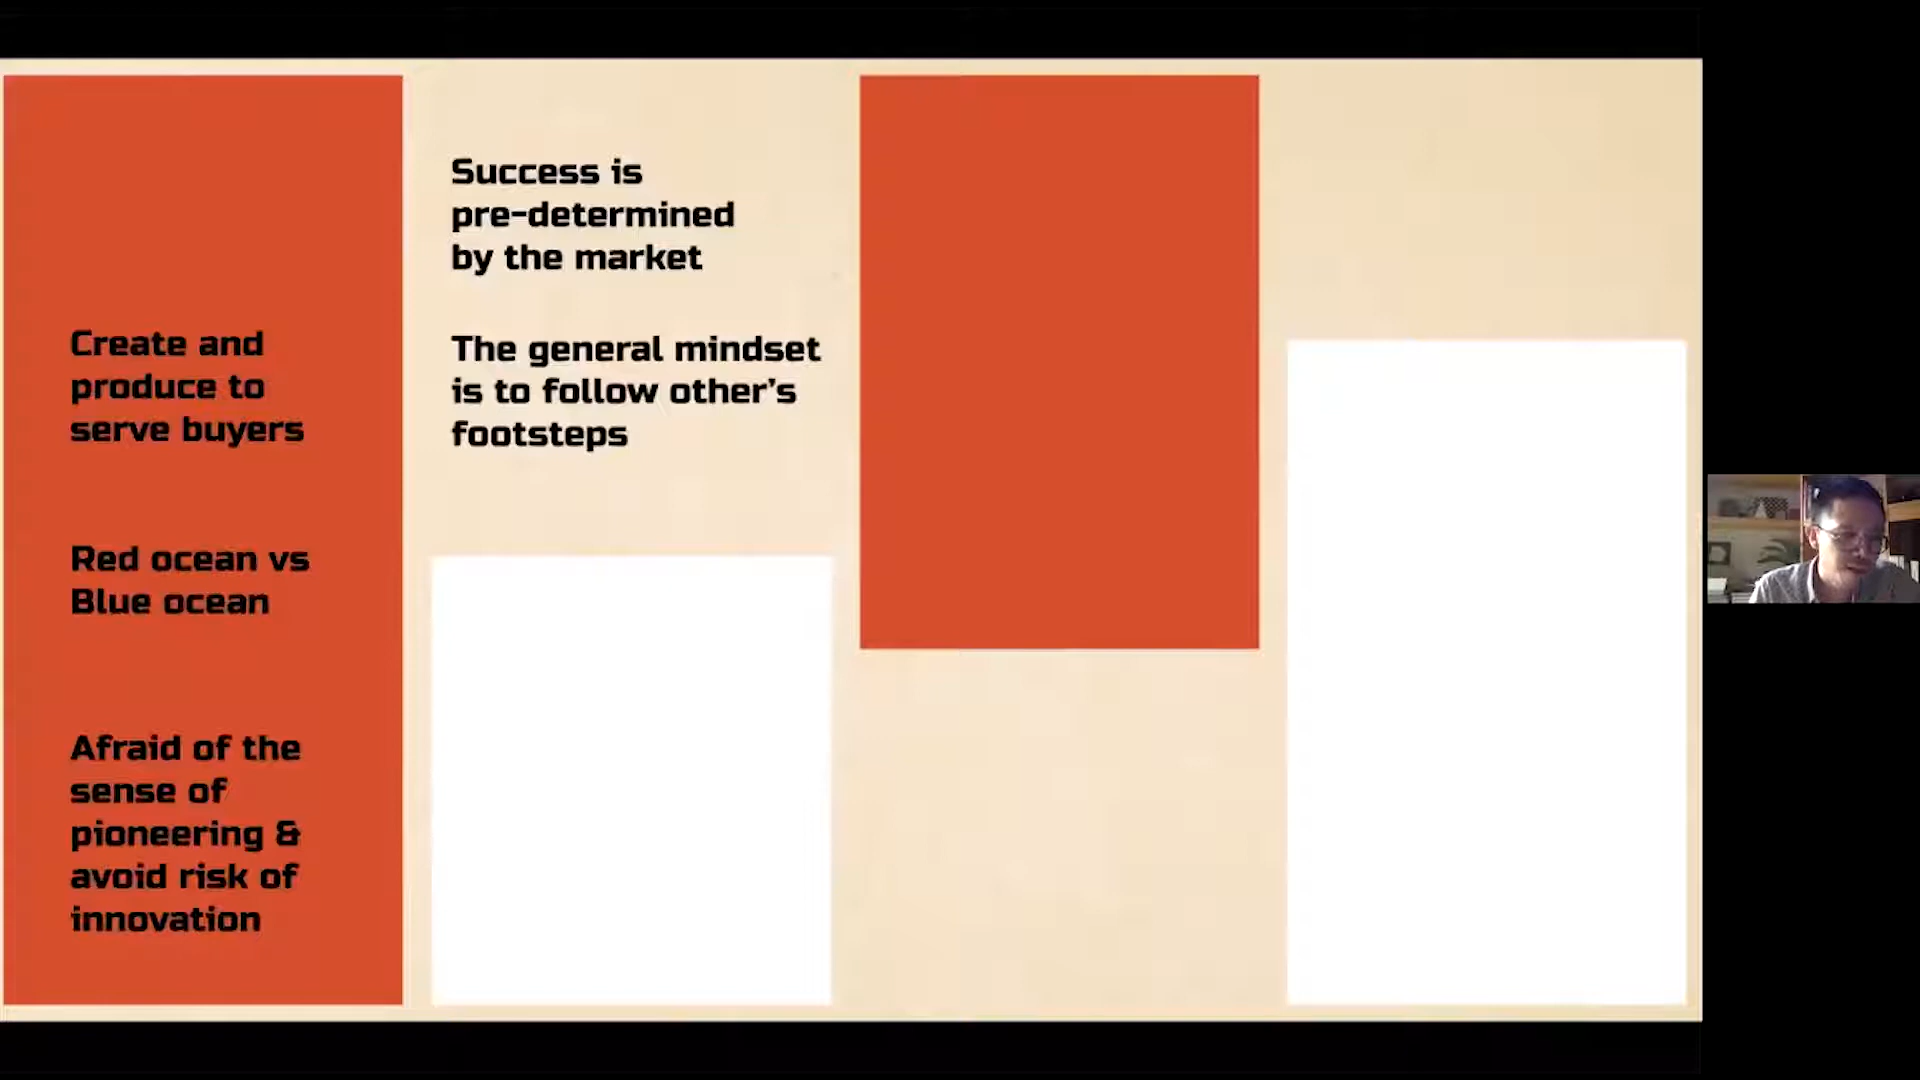 Create and
produce to
serve buyers
Red ocean vs
Blue ocean
Afraid of the
sense of
pioneering &
avoid risk of
innovation
Success is
pre-determined
by the market
The general mindset
is to follow other's
footsteps